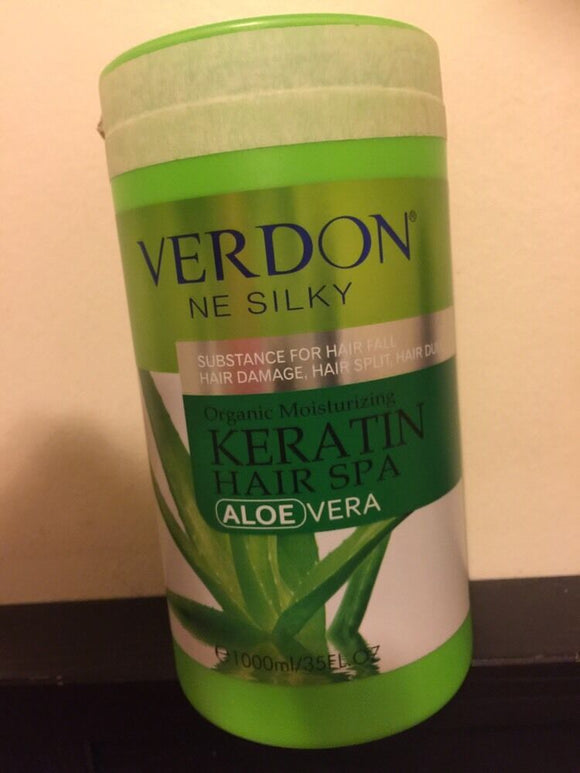 VERDON®
NE SILKY
SUBSTANCE FOR HAIR FALL
HAIR DAMAGE, HAIR SPLIT, HAIR
Organic Moisturizing
KERATIN
HAIR SPA
ALOE VERA
℮1000ml/35FL.OZ